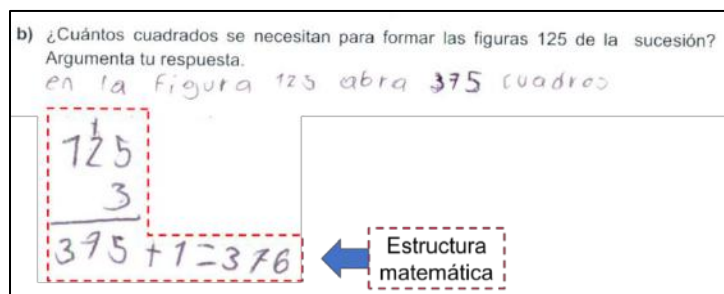 b) ¿Cuántos cuadrados se necesitan para formar las figuras 125 de la sucesión?
Argumenta tu respuesta.
en la figura 125 abra 375 cuadros
1
125
3
375 + 1 = 376
Estructura
matemática